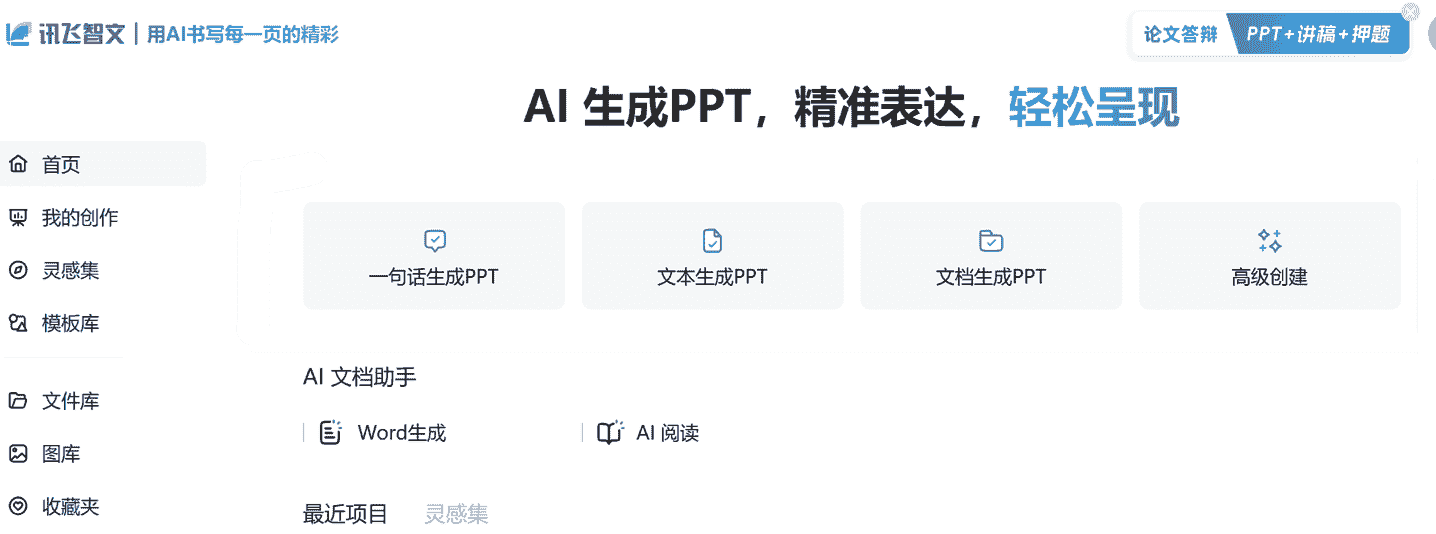 讯飞智文 | 用AI书写每一页的精彩
论文答辩 PPT+讲稿+押题
AI 生成PPT，精准表达，轻松呈现
首页
我的创作
灵感集
模板库
文件库
图库
收藏夹
一句话生成PPT
文本生成PPT
文档生成PPT
高级创建
AI 文档助手
Word生成
AI 阅读
最近项目 灵感集